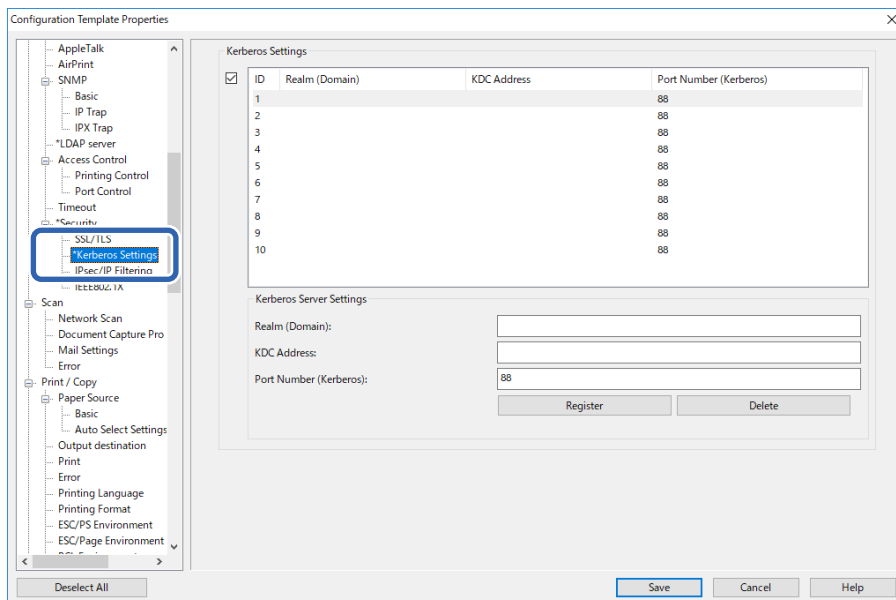 Configuration Template Properties
AppleTalk
AirPrint
SNMP
Basic
IP Trap
IPX Trap
*LDAP server
Access Control
Printing Control
Port Control
Timeout
*Security
SSL/TLS
*Kerberos Settings
IPsec/IP Filtering
IEEE802.1X
Scan
Network Scan
Document Capture Pro
Mail Settings
Error
Print / Copy
Paper Source
Basic
Auto Select Settings
Output destination
Print
Error
Printing Language
Printing Format
ESC/PS Environment
ESC/Page Environment
Kerberos Settings
ID Realm (Domain) KDC Address Port Number (Kerberos)
1 88
2 88
3 88
4 88
5 88
6 88
7 88
8 88
9 88
10 88
Kerberos Server Settings
Realm (Domain):
KDC Address:
Port Number (Kerberos): 88
Register Delete
Deselect All Save Cancel Help